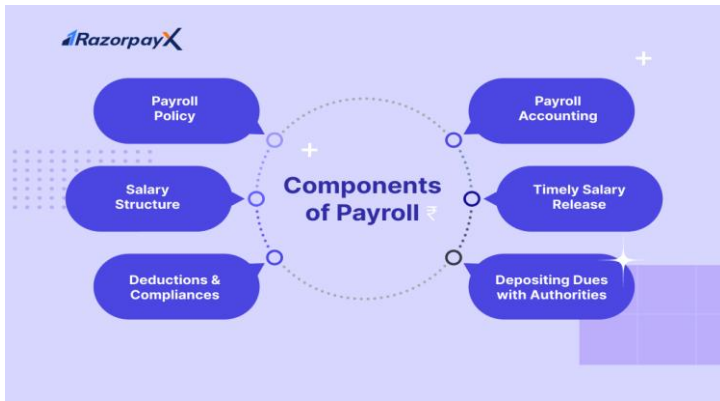 RazorpayX
Payroll
Policy
Salary
Structure
Deductions &
Compliances
Components
of Payroll ₹
Payroll
Accounting
Timely Salary
Release
Depositing Dues
with Authorities